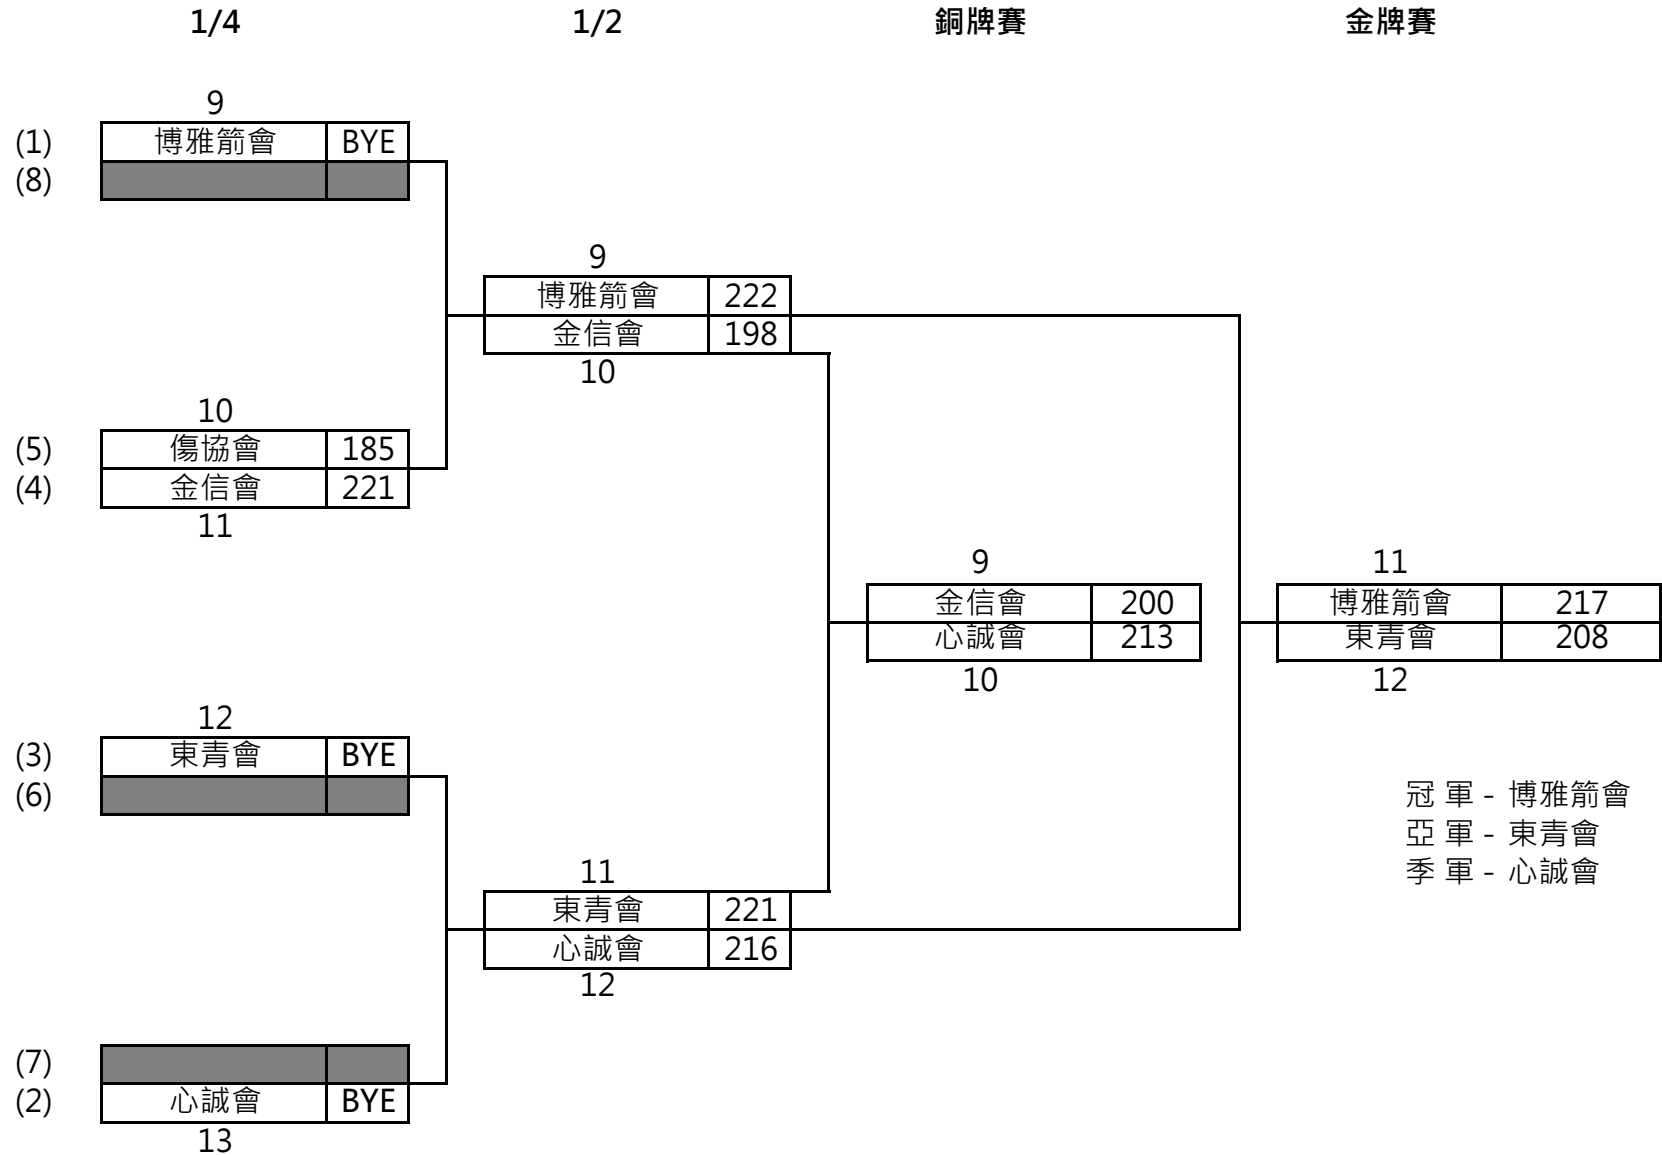 1/4 1/2 銅牌賽 金牌賽
9
(1) 博雅箭會 BYE
(8)
9
博雅箭會 222
金信會 198
10
10
(5) 傷協會 185
(4) 金信會 221
11
9 11
金信會 200 博雅箭會 217
心誠會 213 東青會 208
10 12
12
(3) 東青會 BYE
(6)
冠 軍 - 博雅箭會
亞 軍 - 東青會
季 軍 - 心誠會
11
東青會 221
心誠會 216
12
(7)
(2) 心誠會 BYE
13